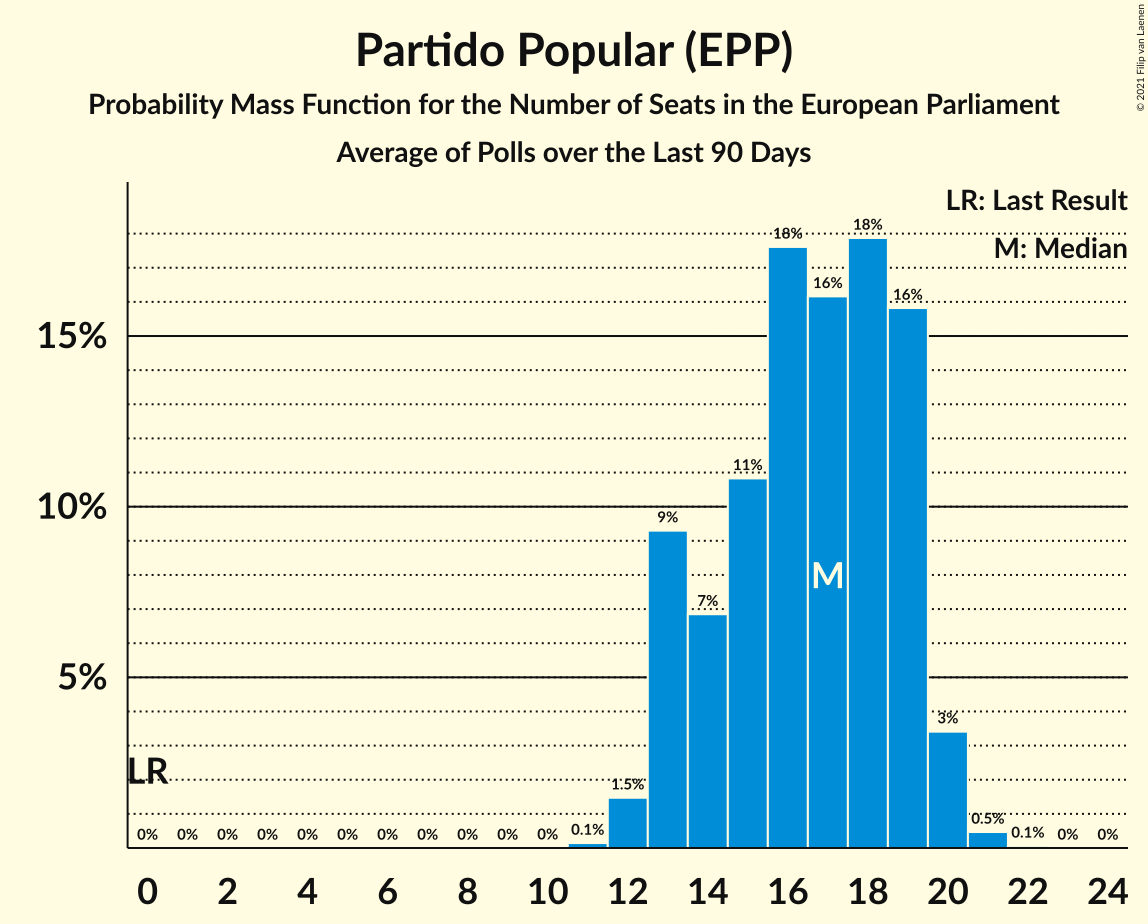 Partido Popular (EPP)
Probability Mass Function for the Number of Seats in the European Parliament
Average of Polls over the Last 90 Days
© 2021 Filip van Laenen
LR: Last Result
M: Median
18%
18%
16%
16%
15%
11%
10%
9%
M
7%
5%
3%
LR
1.5%
0.5%
0% 0% 0% 0% 0% 0% 0% 0% 0% 0% 0% 0.1% 0.1% 0% 0%
0 2 4 6 8 10 12 14 16 18 20 22 24